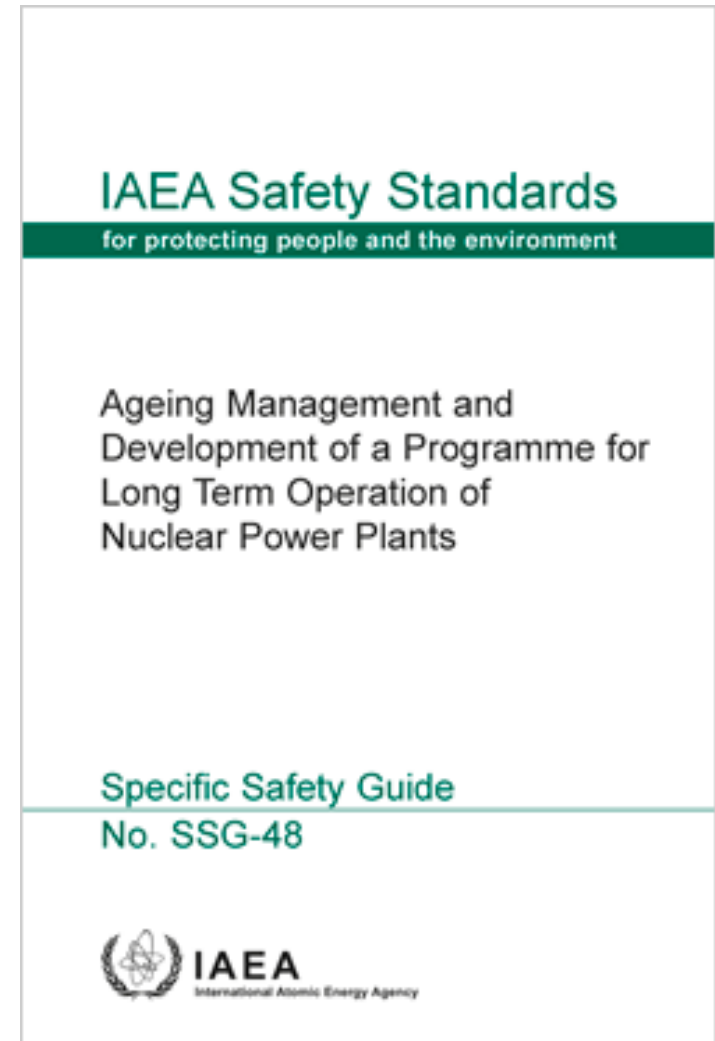 IAEA Safety Standards
for protecting people and the environment
Ageing Management and
Development of a Programme for
Long Term Operation of
Nuclear Power Plants
Specific Safety Guide
No. SSG-48
IAEA
International Atomic Energy Agency